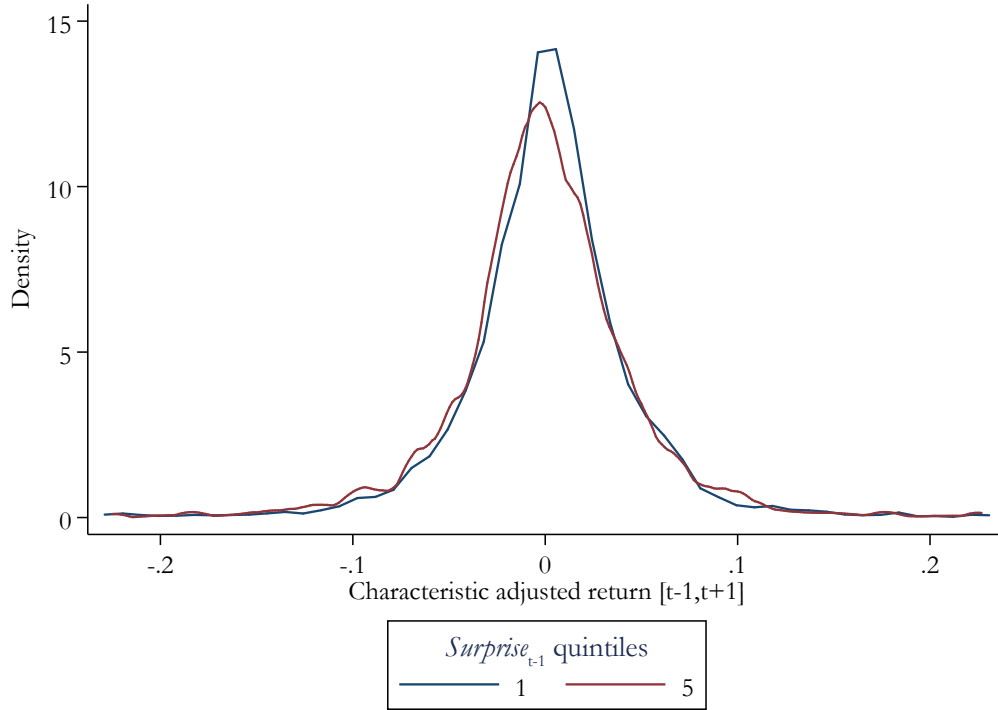 15
10
5
0
Density
-.2 -.1 0 .1 .2
Characteristic adjusted return [t-1,t+1]
Surprise t-1 quintiles
1 5